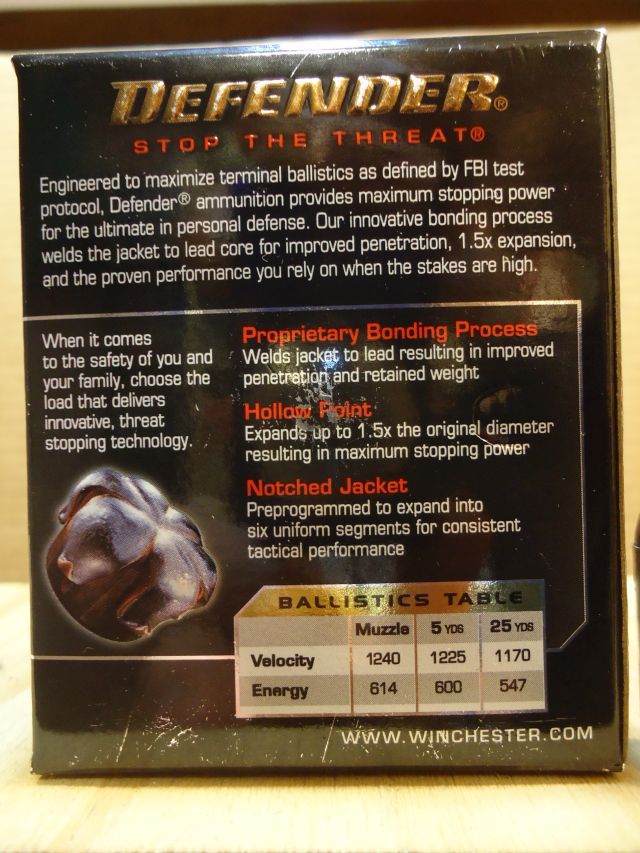 DEFENDER®
STOP THE THREAT®
Engineered to maximize terminal ballistics as defined by FBI test
protocol, Defender® ammunition provides maximum stopping power
for the ultimate in personal defense. Our innovative bonding process
welds the jacket to lead core for improved penetration, 1.5x expansion,
and the proven performance you rely on when the stakes are high.
When it comes
to the safety of you and
your family, choose the
load that delivers
innovative, threat
stopping technology.
Proprietary Bonding Process
Welds jacket to lead resulting in improved
penetration and retained weight
Hollow Point
Expands up to 1.5x the original diameter
resulting in maximum stopping power
Notched Jacket
Preprogrammed to expand into
six uniform segments for consistent
tactical performance
BALLISTICS TABLE
Muzzle 5 YDS 25 YDS
Velocity 1240 1225 1170
Energy 614 600 547
WWW.WINCHESTER.COM